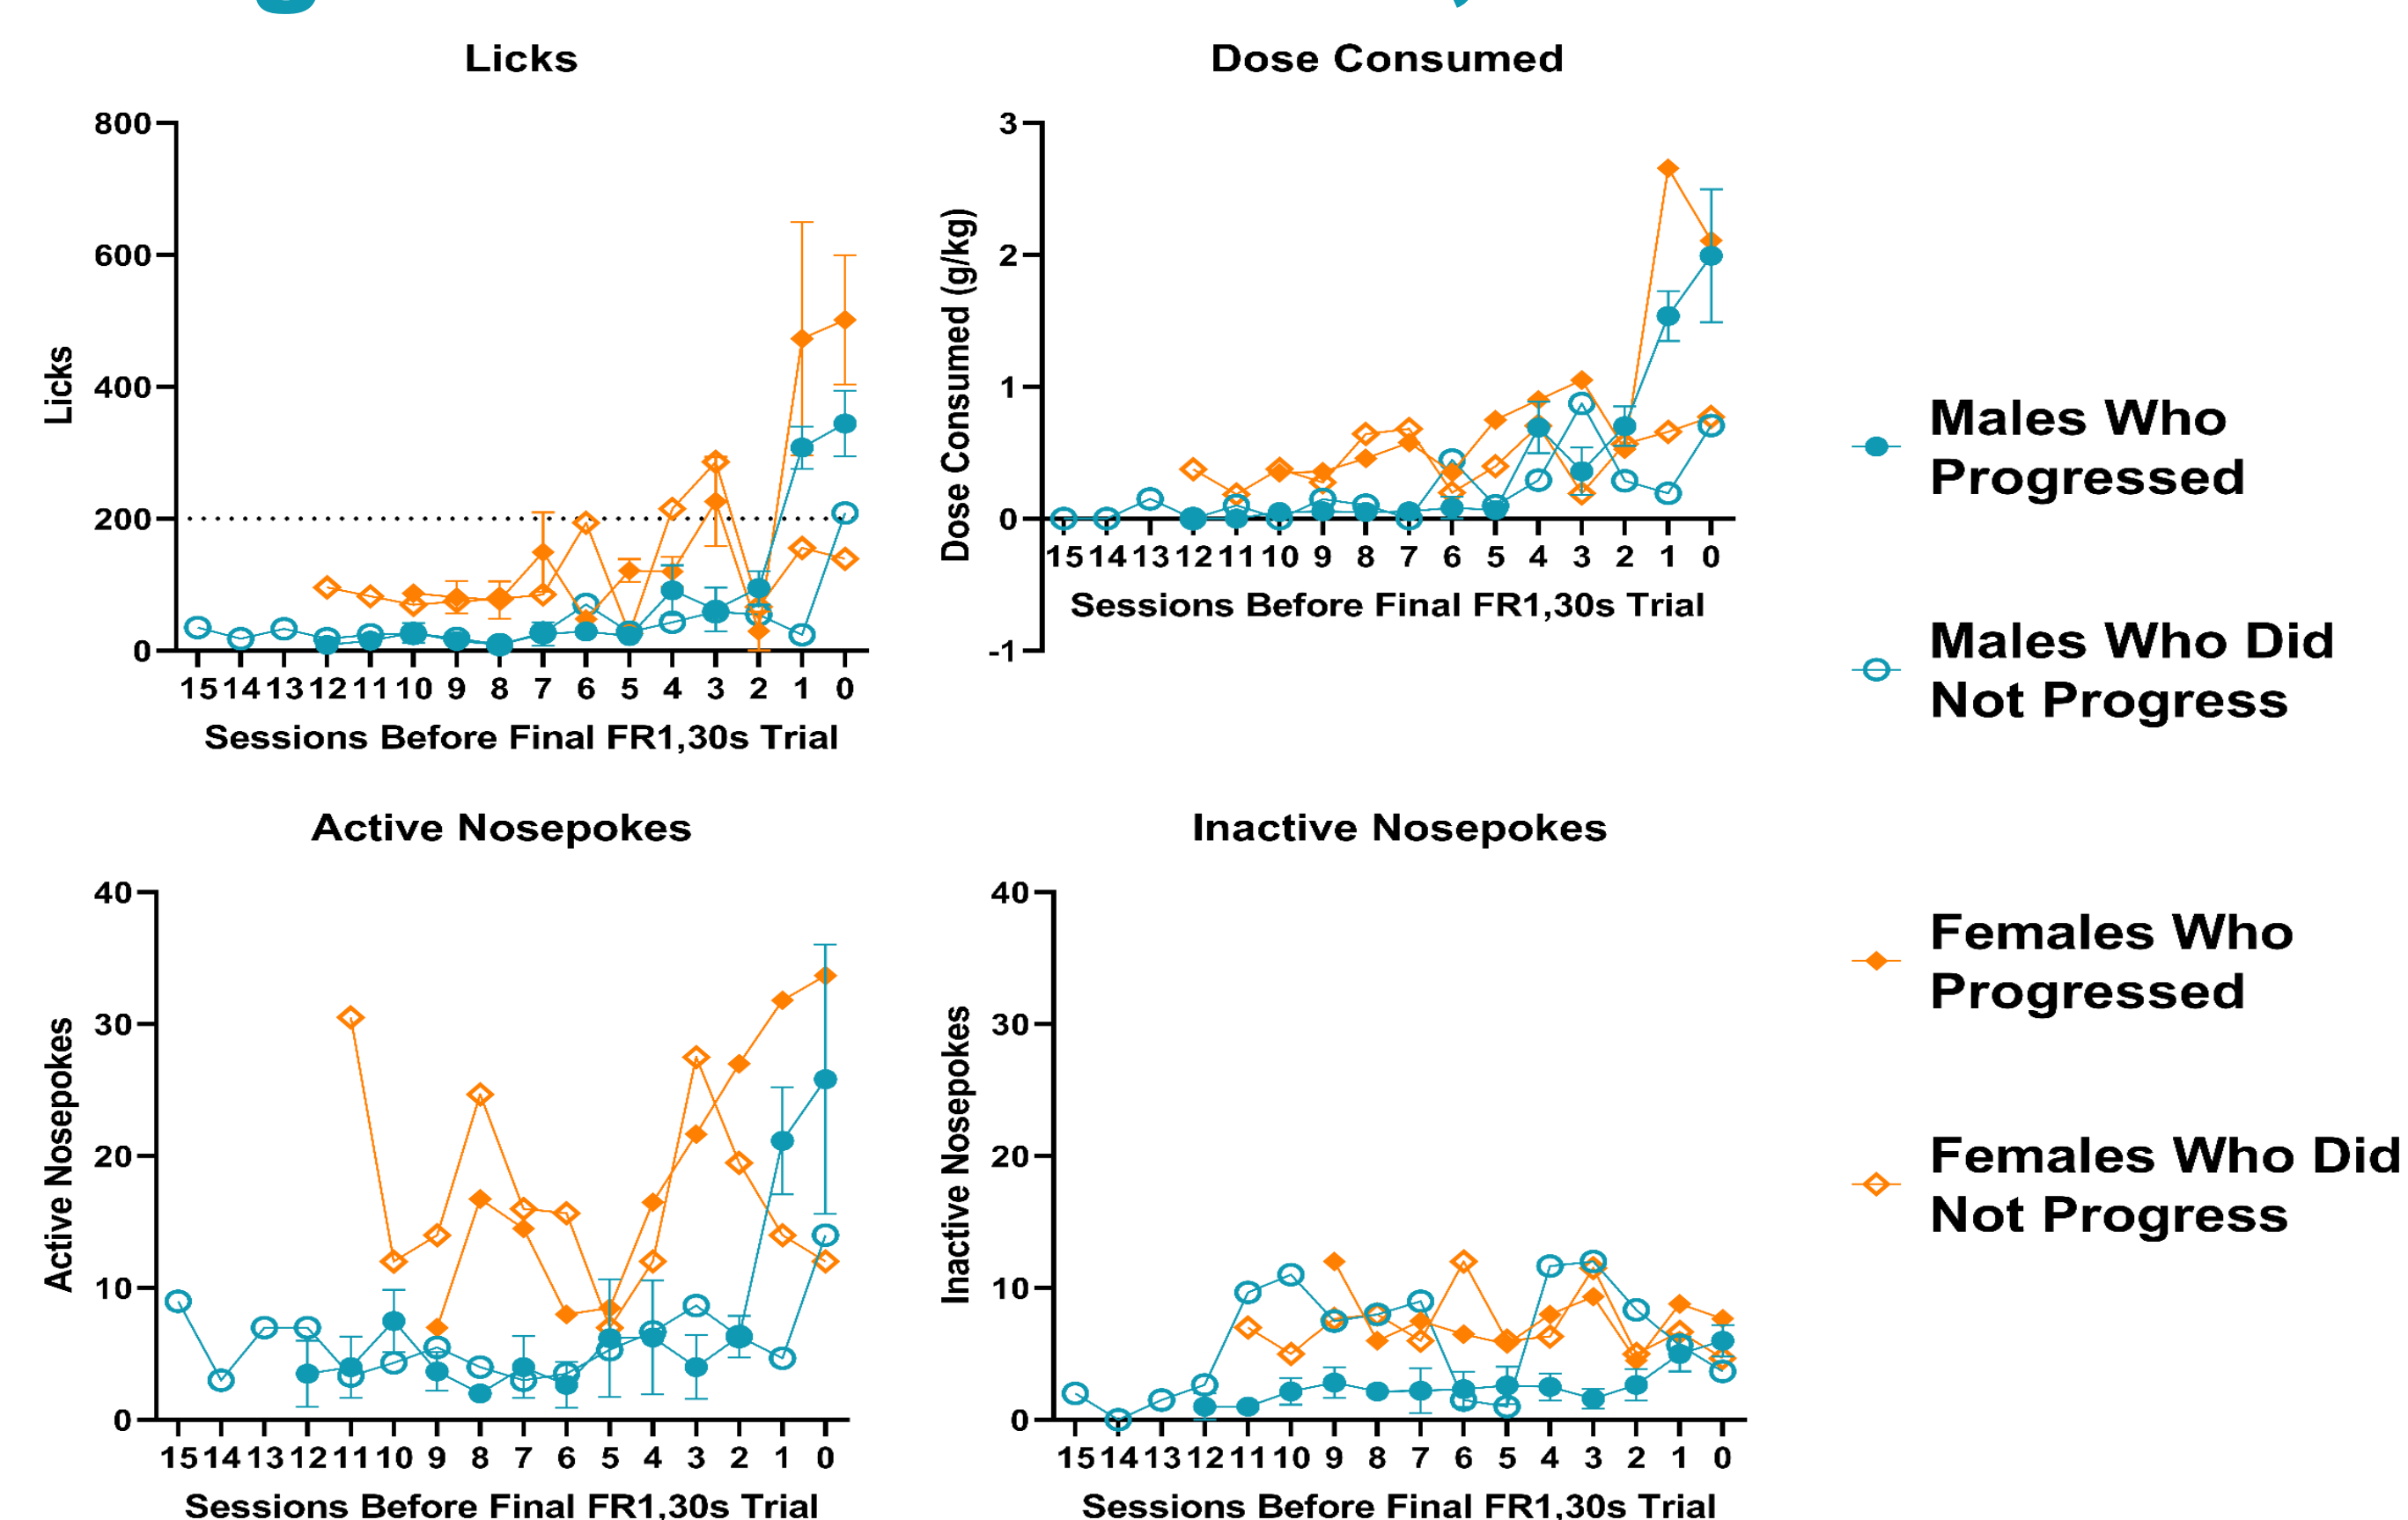 Licks
Licks
800
600
400
200
0
15 14 13 12 11 10 9 8 7 6 5 4 3 2 1 0
Sessions Before Final FR1,30s Trial
Dose Consumed
Dose Consumed (g/kg)
3
2
1
0
-1
15 14 13 12 11 10 9 8 7 6 5 4 3 2 1 0
Sessions Before Final FR1,30s Trial
Active Nosepokes
Active Nosepokes
40
30
20
10
0
15 14 13 12 11 10 9 8 7 6 5 4 3 2 1 0
Sessions Before Final FR1,30s Trial
Inactive Nosepokes
Inactive Nosepokes
40
30
20
10
0
15 14 13 12 11 10 9 8 7 6 5 4 3 2 1 0
Sessions Before Final FR1,30s Trial
Males Who
Progressed
Males Who Did
Not Progress
Females Who
Progressed
Females Who Did
Not Progress